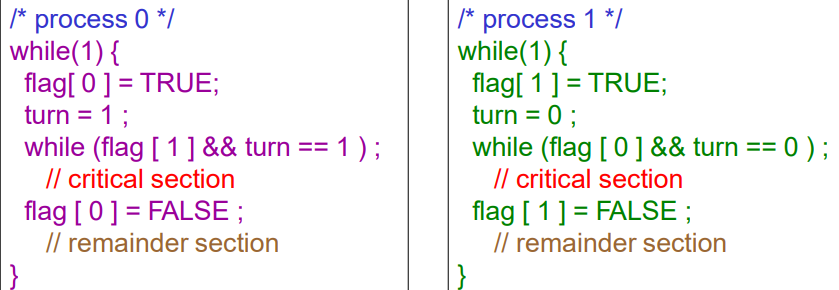 /* process 0 */
while(1) {
flag[ 0 ] = TRUE;
turn = 1 ;
while (flag [ 1 ] && turn == 1 ) ;
// critical section
flag [ 0 ] = FALSE ;
// remainder section
}
/* process 1 */
while(1) {
flag[ 1 ] = TRUE;
turn = 0 ;
while (flag [ 0 ] && turn == 0 ) ;
// critical section
flag [ 1 ] = FALSE ;
// remainder section
}